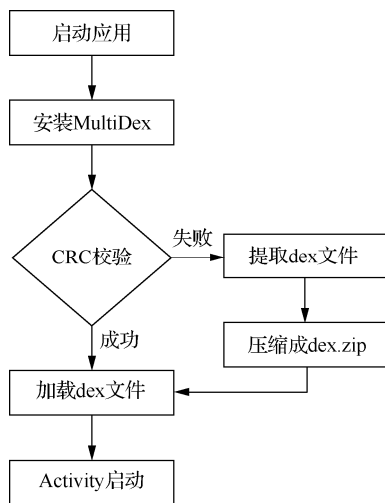 启动应用
安装MultiDex
CRC校验
失败
提取dex文件
成功
压缩成dex.zip
加载dex文件
Activity启动